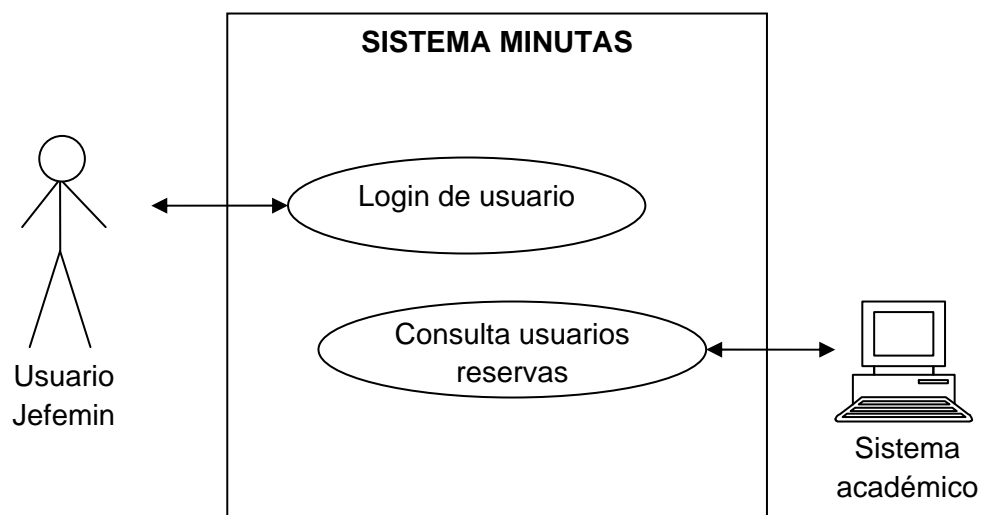 SISTEMA MINUTAS
Login de usuario
Consulta usuarios
reservas
Usuario
Jefemin
Sistema
académico